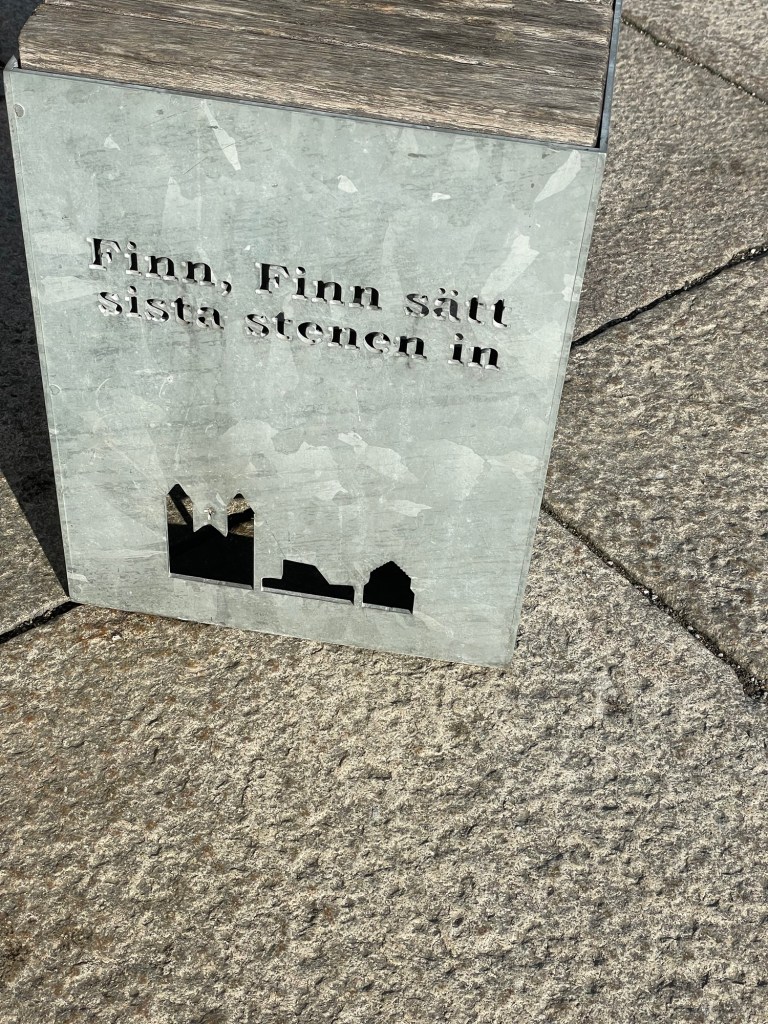 Finn, Finn sätt
sista stenen in